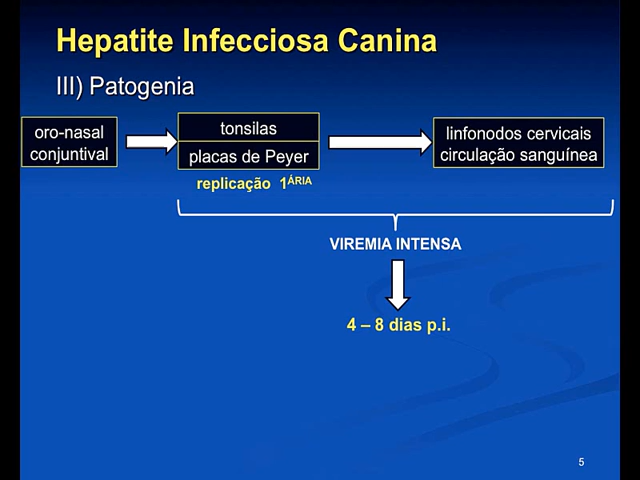 Hepatite Infecciosa Canina
III) Patogenia
oro-nasal
conjuntival
tonsilas
placas de Peyer
replicação 1ÁRIA
linfonodos cervicais
circulação sanguínea
VIREMIA INTENSA
4 – 8 dias p.i.
5